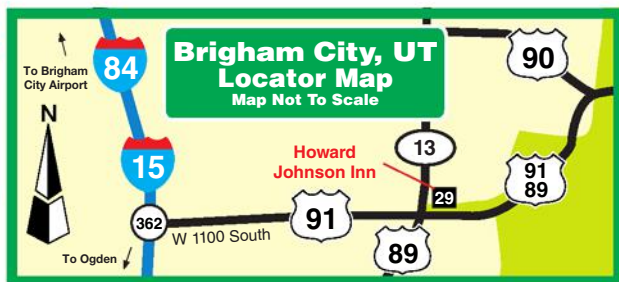 Brigham City, UT
Locator Map
Map Not To Scale
To Brigham
City Airport
84
90
N
15
Howard
Johnson Inn
13
29
91
89
362
W 1100 South
91
89
To Ogden